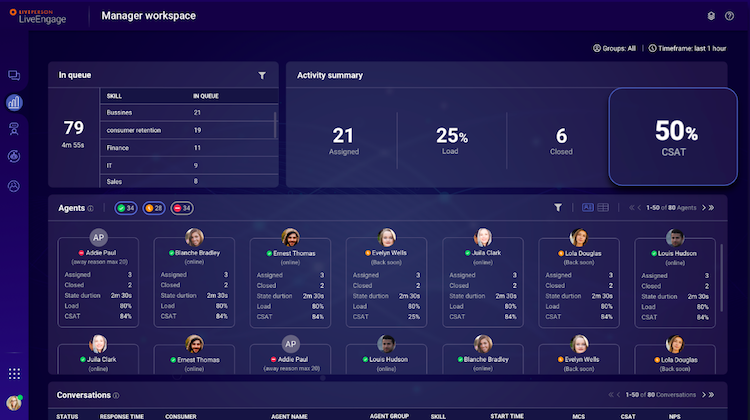 LIVEPERSON
LiveEngage
Manager workspace
Groups: All | Timeframe: last 1 hour
In queue
79
4m 55s
SKILL IN QUEUE
Bussines 21
consumer retention 19
Finance 11
IT 9
Sales 8
Activity summary
21 25% 6 50%
Assigned Load Closed CSAT
Agents 34 28 34
1-50 of 80 Agents
AP
Addie Paul
(away reason max 20)
Assigned 3
Closed 2
State durtion 2m 30s
Load 80%
CSAT 84%
Blanche Bradley
(online)
Assigned 3
Closed 2
State durtion 2m 30s
Load 80%
CSAT 84%
Ernest Thomas
(online)
Assigned 3
Closed 2
State durtion 2m 30s
Load 80%
CSAT 84%
Evelyn Wells
(Back soon)
Assigned 3
Closed 2
State durtion 2m 30s
Load 80%
CSAT 25%
Juila Clark
(online)
Assigned 3
Closed 2
State durtion 2m 30s
Load 80%
CSAT 84%
Lola Douglas
(Back soon)
Assigned 3
Closed 2
State durtion 2m 30s
Load 80%
CSAT 84%
Louis Hudson
(online)
Assigned 3
Closed 2
State durtion 2m 30s
Load 80%
CSAT 84%
Juila Clark
(online)
Ernest Thomas
(online)
AP
Addie Paul
(away reason max 20)
Louis Hudson
(online)
Blanche Bradley
(online)
Evelyn Wells
(Back soon)
Lola Douglas
(Back soon)
Conversations
1-50 of 80 Conversations
STATUS RESPONSE TIME CONSUMER AGENT NAME AGENT GROUP SKILL START TIME MCS CSAT NPS